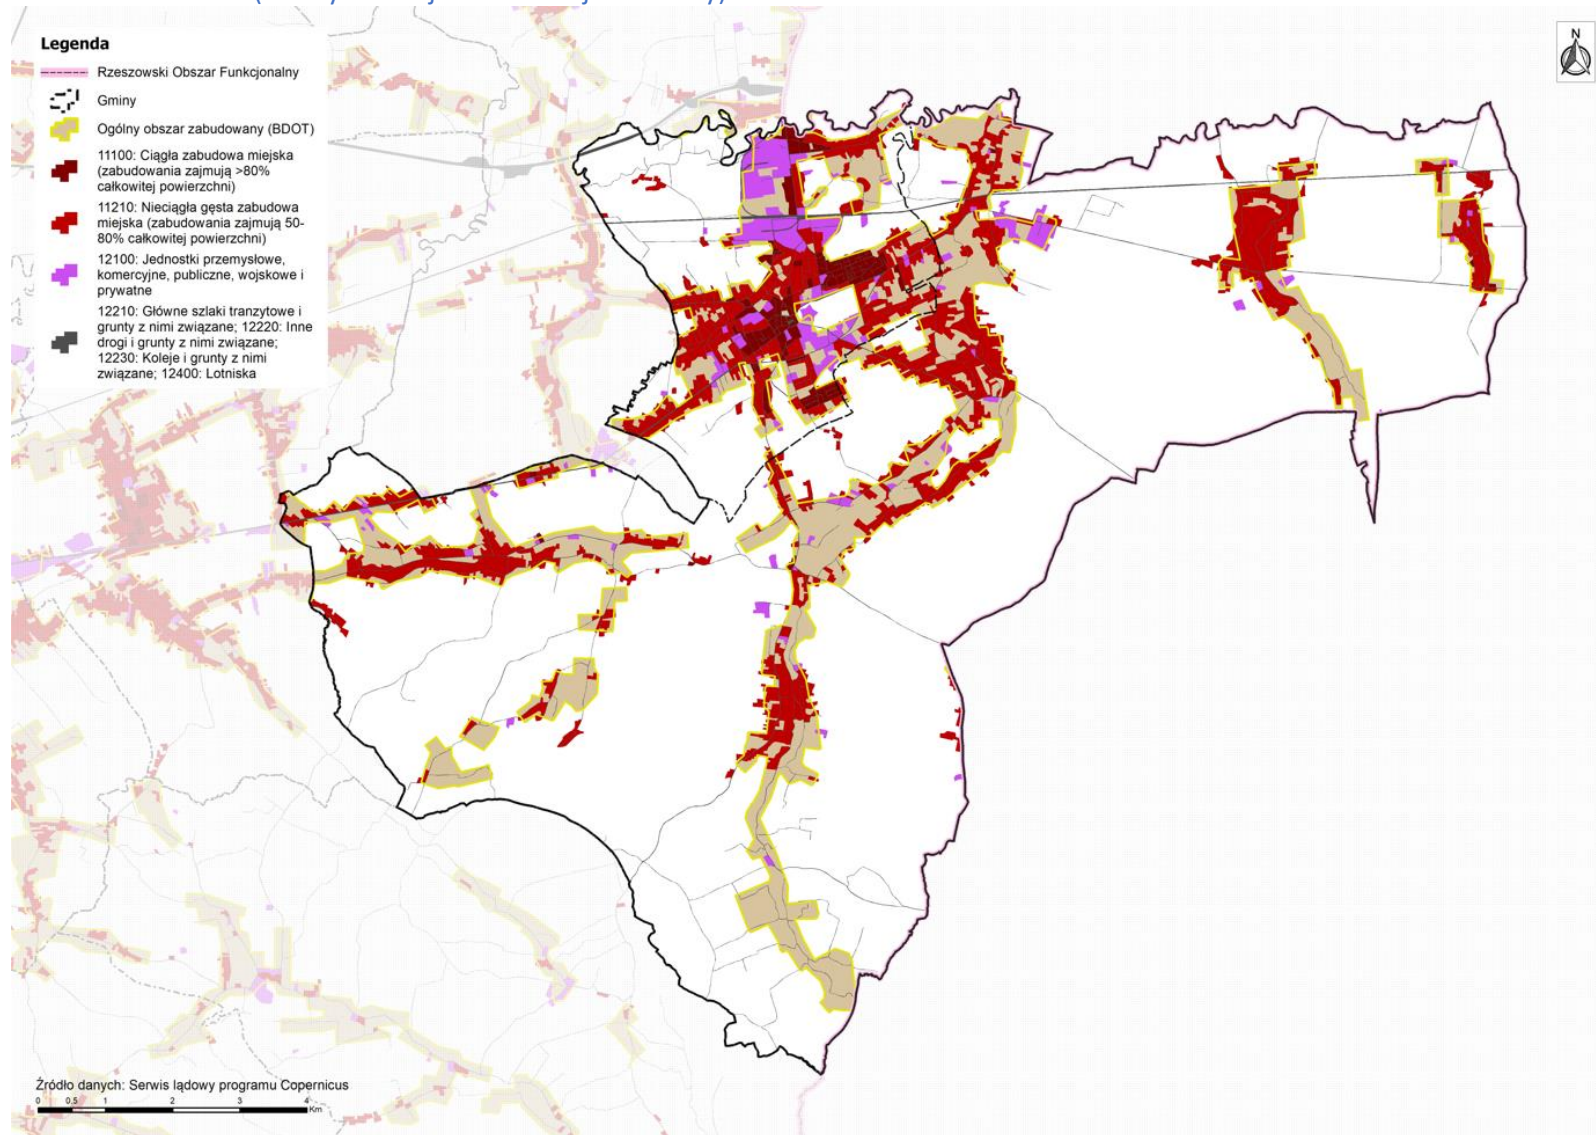 Legenda
N
Rzeszowski Obszar Funkcjonalny
Gminy
Ogólny obszar zabudowany (BDOT)
11100: Ciągła zabudowa miejska
(zabudowania zajmują >80%
całkowitej powierzchni)
11210: Nieciągła gęsta zabudowa
miejska (zabudowania zajmują 50-
80% całkowitej powierzchni)
12100: Jednostki przemysłowe,
komercyjne, publiczne, wojskowe i
prywatne
12210: Główne szlaki tranzytowe i
grunty z nimi związane; 12220: Inne
drogi i grunty z nimi związane;
12230: Koleje i grunty z nimi
związane; 12400: Lotniska
Źródło danych: Serwis lądowy programu Copernicus
0 0,5 1 2 3 4
Km